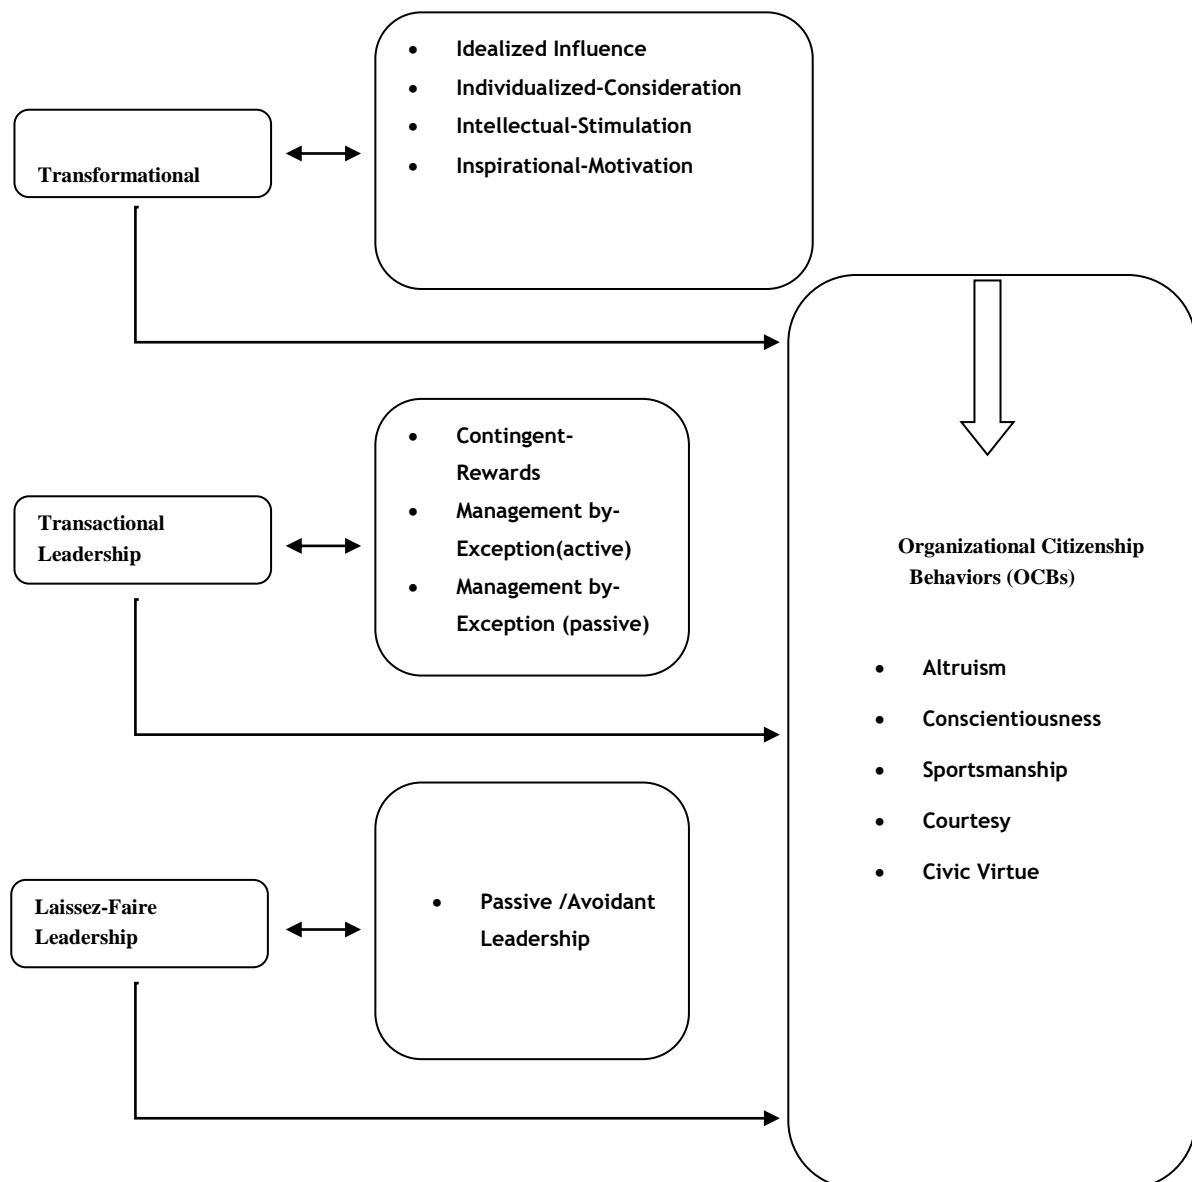 Transformational
• Idealized Influence
• Individualized-Consideration
• Intellectual-Stimulation
• Inspirational-Motivation
Transactional
Leadership
• Contingent-
Rewards
• Management by-
Exception(active)
• Management by-
Exception (passive)
Laissez-Faire
Leadership
• Passive /Avoidant
Leadership
Organizational Citizenship
Behaviors (OCBs)
• Altruism
• Conscientiousness
• Sportsmanship
• Courtesy
• Civic Virtue